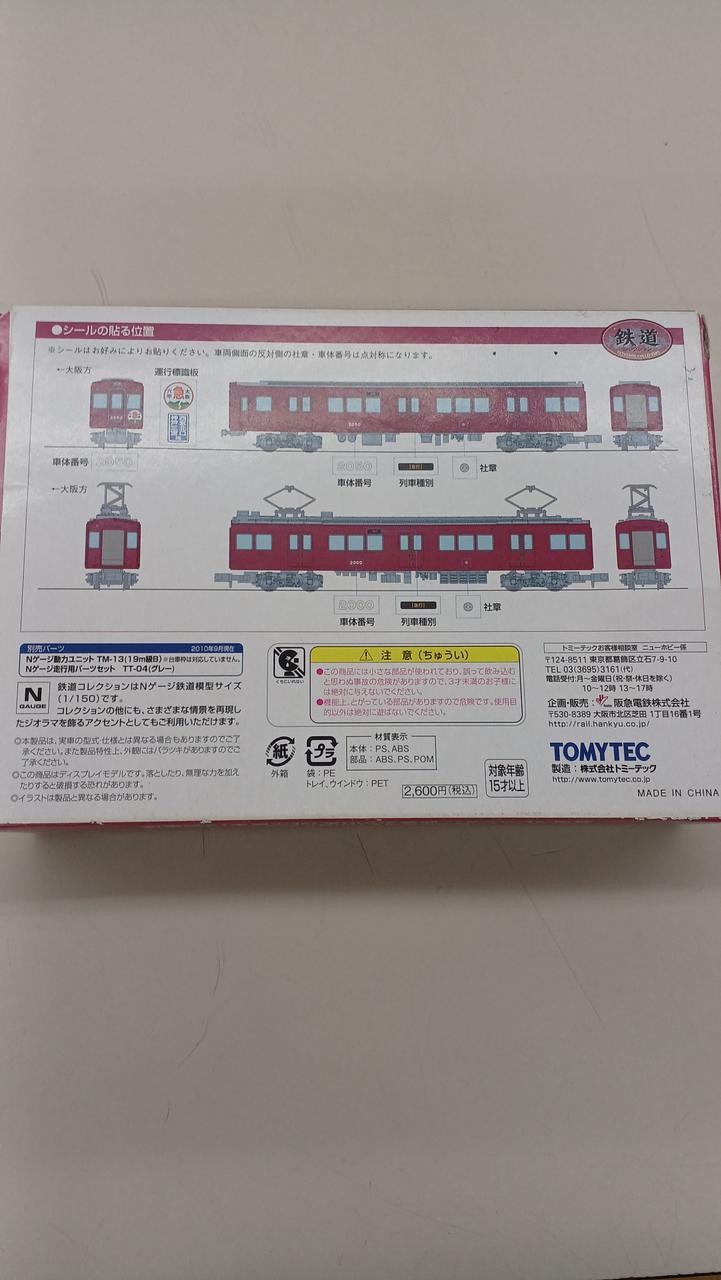 ●シールの貼る位置
鉄道
コレクション
※シールはお好みによりお貼りください。車両側面の反対側の社章・車体番号は点対称になります。
←大阪方
運行標識板
急
2050
車体番号 2050
2050
車体番号
列車種別
社章
←大阪方
2000
2000
車体番号
列車種別
社章
別売パーツ 2010年9月現在
Nゲージ動力ユニット TM-13(19m級B) ※台車枠は対応していません。
Nゲージ走行用パーツセット TT-04(グレー)
N
GAUGE
鉄道コレクションはNゲージ鉄道模型サイズ
(1/150)です。
コレクションの他にも、さまざまな情景を再現し
たジオラマを飾るアクセントとしてもご利用いただけます。
◎本製品は、実車の型式・仕様とは異なる場合もありますのでご了
承ください。また製品特性上、外観にはバラツキがありますのでご
了承ください。
◎この商品はディスプレイモデルです。落としたり、無理な力を加え
たりすると破損する恐れがあります。
◎イラストは製品と異なる場合があります。
くちにいれない
注意(ちゅうい)
●この商品には小さな部品が使われており、誤って飲み込む
と思わぬ事故の危険がありますので、3才未満のお子様に
は絶対に与えないでください。
●機能上、とがっている部品がありますので危険です。使用目
的以外は絶対に遊ばないでください。
紙
外箱
プラ
袋:PE
トレイ、ウインドウ:PET
材質表示
本体:PS,ABS
部品:ABS,PS,POM
2,600円(税込)
対象年齢
15才以上
トミーテックお客様相談室 ニューホビー係
〒124-8511 東京都葛飾区立石7-9-10
TEL 03(3695)3161(代)
電話受付:月〜金曜日(祝・祭・休日を除く)
10〜12時 13〜17時
企画・販売: 阪急電鉄株式会社
〒530-8389 大阪市北区芝田 1丁目16番1号
http://rail.hankyu.co.jp/
TOMYTEC
製造:株式会社トミーテック
http://www.tomytec.co.jp
MADE IN CHINA